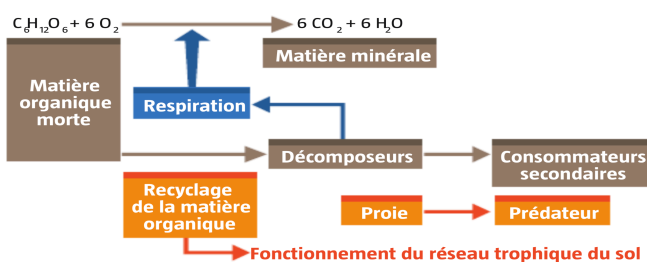 C₆H₁₂O₆ + 6 O₂ 6 CO₂ + 6 H₂O
Matière
organique
morte
Matière minérale
Respiration
Décomposeurs
Consommateurs
secondaires
Recyclage
de la matière
organique
Proie
Prédateur
Fonctionnement du réseau trophique du sol